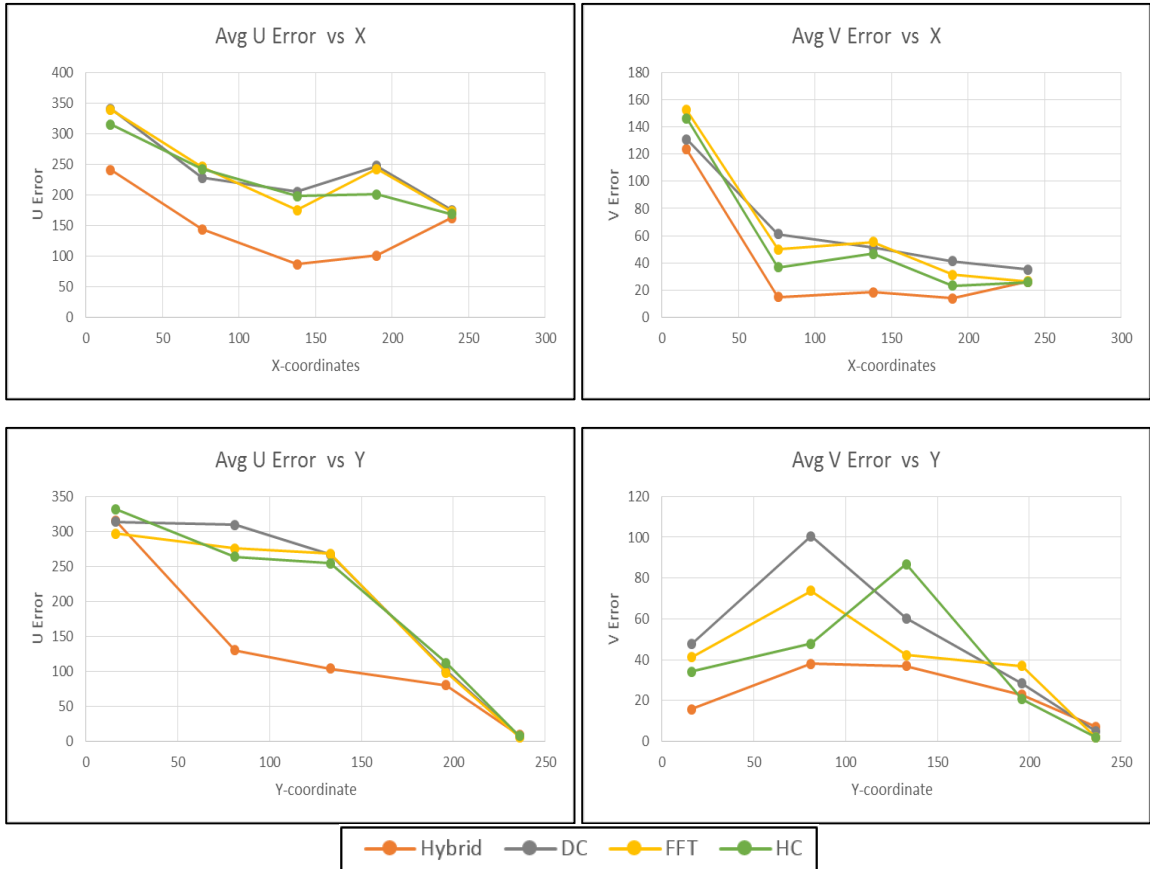 Avg U Error vs X
U Error
400
350
300
250
200
150
100
50
0
0 50 100 150 200 250 300
X-coordinates
Avg V Error vs X
V Error
180
160
140
120
100
80
60
40
20
0
0 50 100 150 200 250 300
X-coordinates
Avg U Error vs Y
U Error
350
300
250
200
150
100
50
0
0 50 100 150 200 250
Y-coordinate
Avg V Error vs Y
V Error
120
100
80
60
40
20
0
0 50 100 150 200 250
Y-coordinate
Hybrid DC FFT HC